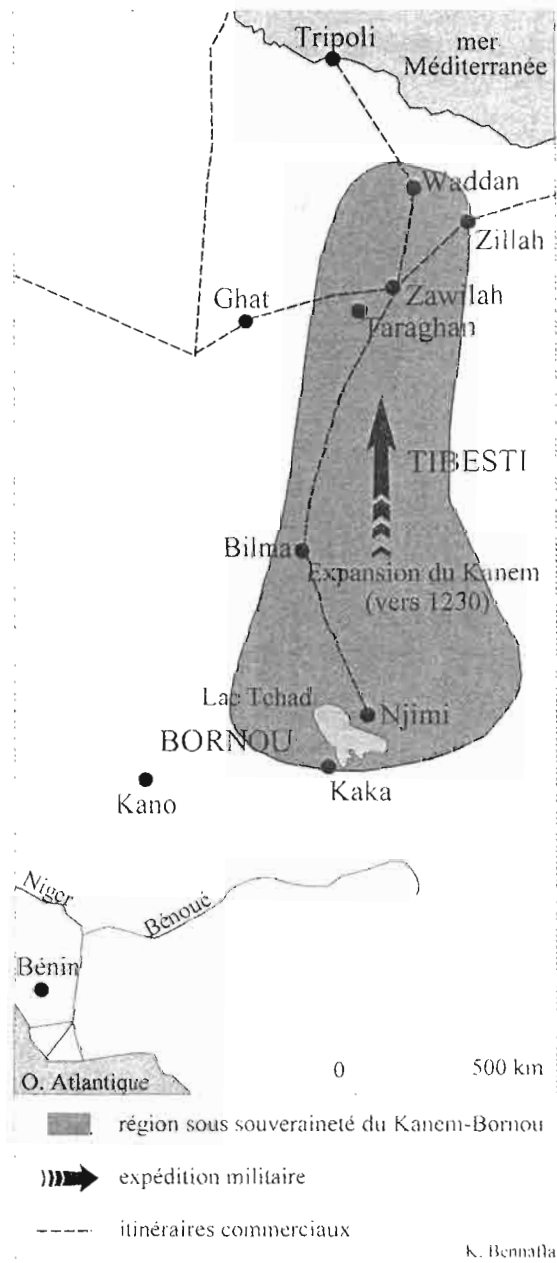 Tripoli
mer
Méditerranée
Waddan
Zillah
Ghat
Zawilah
Taraghan
TIBESTI
Bilma
Expansion du Kanem
(vers 1230)
Lac Tchad
Njimi
BORNOU
Kaka
Kano
Niger
Bénoué
Bénin
O. Atlantique
0 500 km
région sous souveraineté du Kanem-Bornou
expédition militaire
itinéraires commerciaux
K. Bennafla